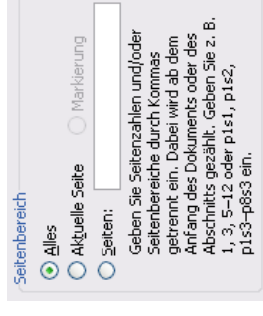 Seitenbereich
Alles
Aktuelle Seite Markierung
Seiten:
Geben Sie Seitenzahlen und/oder
Seitenbereiche durch Kommas
getrennt ein. Dabei wird ab dem
Anfang des Dokuments oder des
Abschnitts gezählt. Geben Sie z. B.
1, 3, 5–12 oder p1s1, p1s2,
p1s3–p8s3 ein.